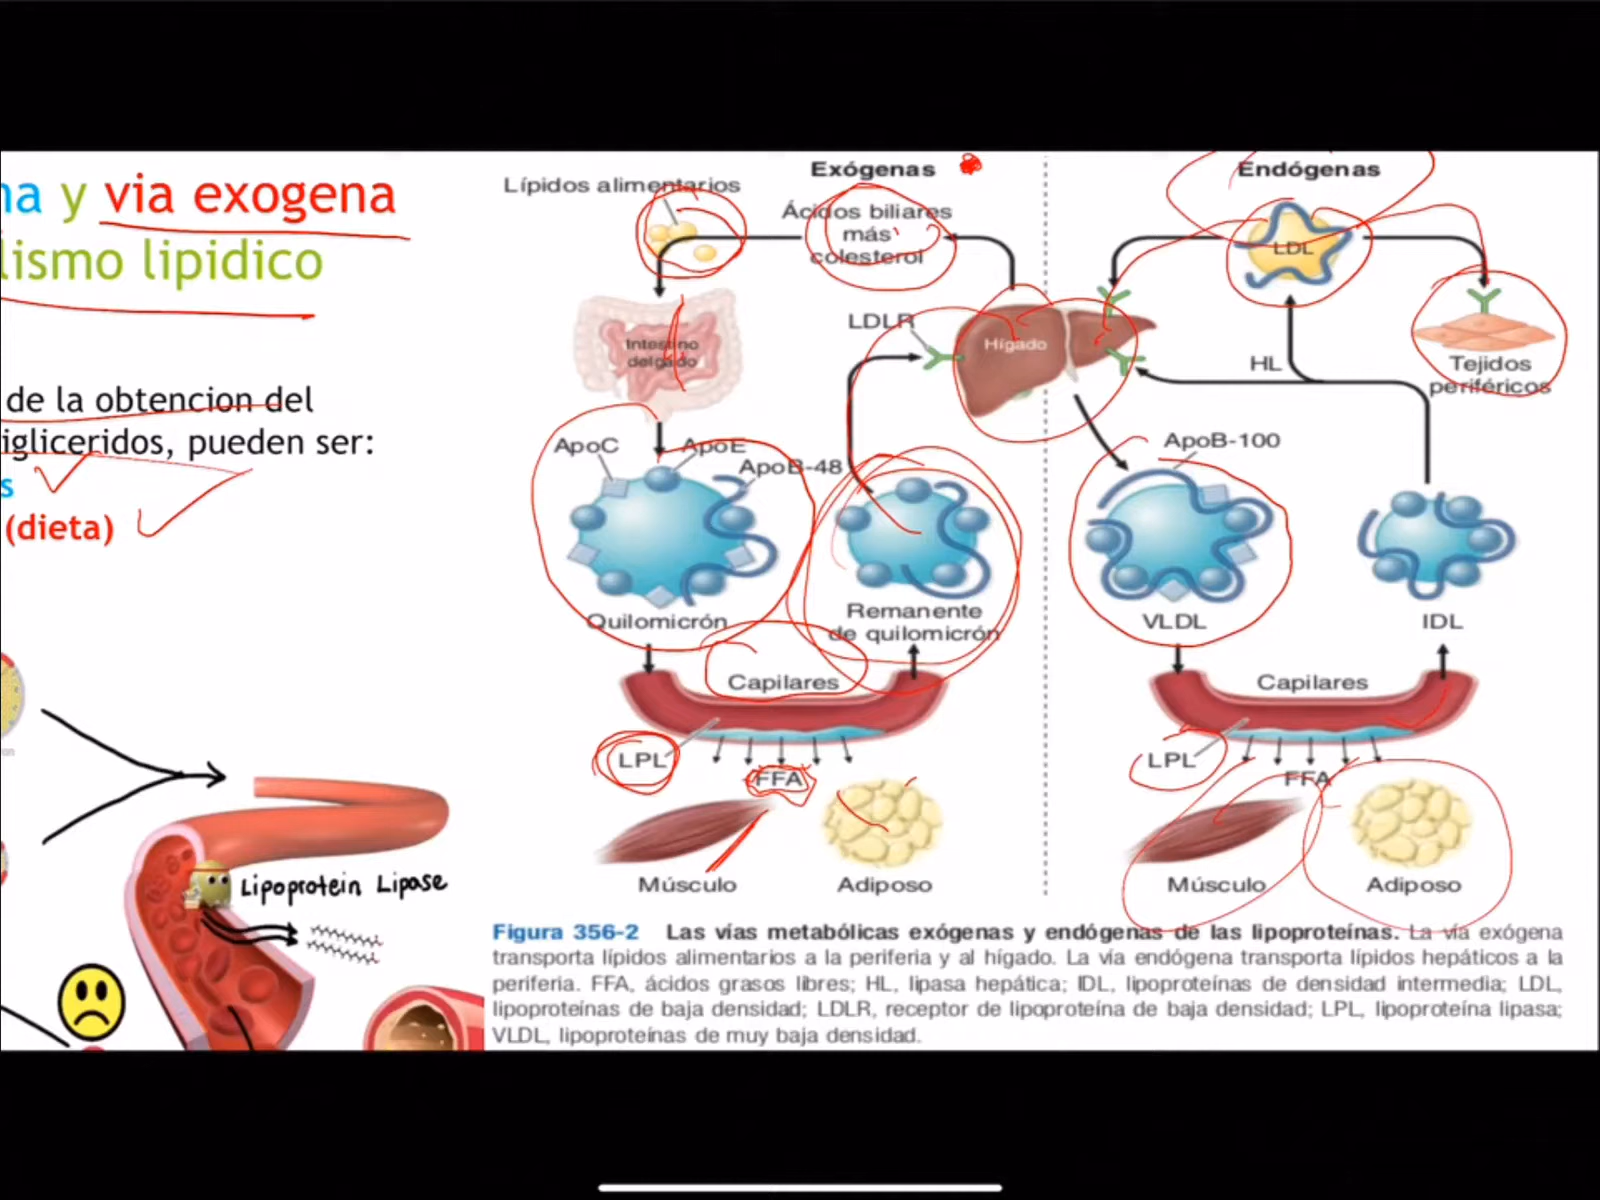 na y via exogena
lismo lipidico
de la obtencion del
igliceridos, pueden ser:
s
(dieta)
Lipoprotein Lipase
Exógenas
Endógenas
Lípidos alimentarios
Ácidos biliares
más
colesterol
LDL
Intestino
delgado
LDLR
Hígado
HL
Tejidos
periféricos
ApoC
ApoE
ApoB-48
ApoB-100
Quilomicrón
Remanente
de quilomicrón
VLDL
IDL
Capilares
Capilares
LPL
FFA
LPL
FFA
Músculo
Adiposo
Músculo
Adiposo
Figura 356-2 Las vías metabólicas exógenas y endógenas de las lipoproteínas. La vía exógena
transporta lípidos alimentarios a la periferia y al hígado. La vía endógena transporta lípidos hepáticos a la
periferia. FFA, ácidos grasos libres; HL, lipasa hepática; IDL, lipoproteínas de densidad intermedia; LDL,
lipoproteínas de baja densidad; LDLR, receptor de lipoproteína de baja densidad; LPL, lipoproteína lipasa;
VLDL, lipoproteínas de muy baja densidad.